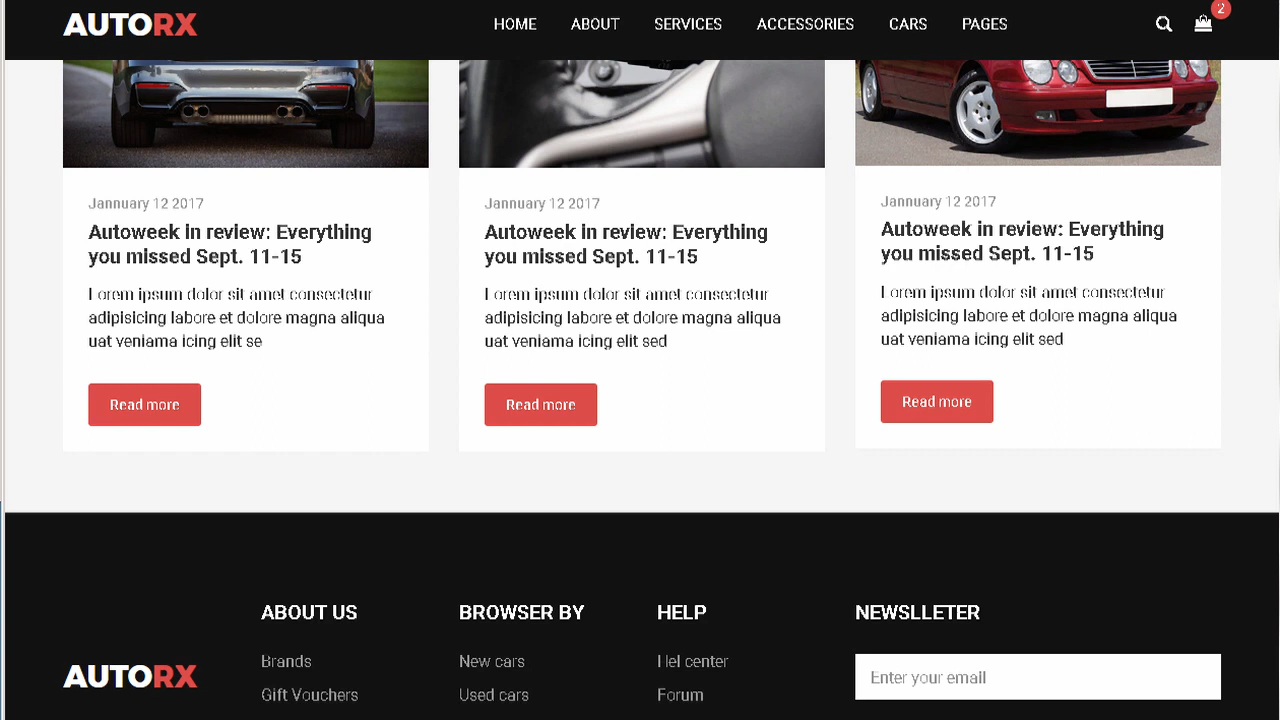 AUTORX HOME ABOUT SERVICES ACCESSORIES CARS PAGES 2
Jannuary 12 2017
Autoweek in review: Everything
you missed Sept. 11-15
Lorem ipsum dolor sit amet consectetur
adipisicing labore et dolore magna aliqua
uat veniama icing elit se
Read more
Jannuary 12 2017
Autoweek in review: Everything
you missed Sept. 11-15
Lorem ipsum dolor sit amet consectetur
adipisicing labore et dolore magna aliqua
uat veniama icing elit sed
Read more
Jannuary 12 2017
Autoweek in review: Everything
you missed Sept. 11-15
Lorem ipsum dolor sit amet consectetur
adipisicing labore et dolore magna aliqua
uat veniama icing elit sed
Read more
AUTORX
ABOUT US
Brands
Gift Vouchers
BROWSER BY
New cars
Used cars
HELP
Hel center
Forum
NEWSLLETER
Enter your email